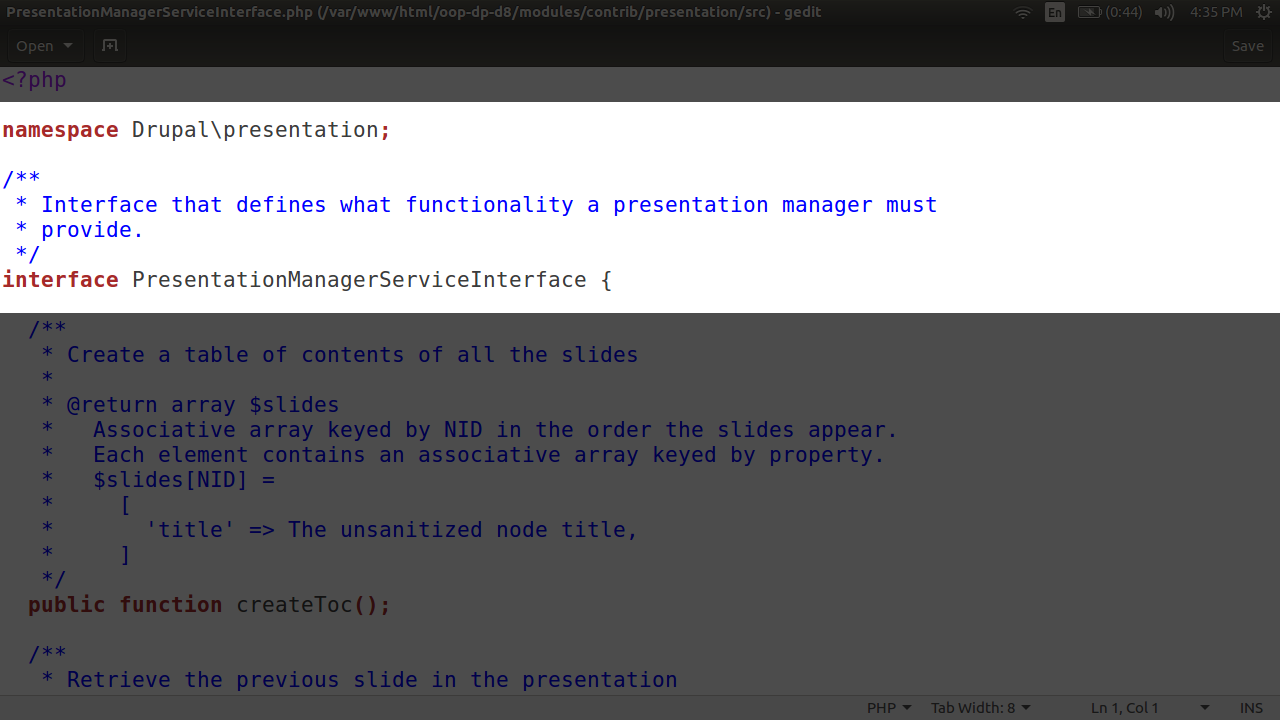 PresentationManagerServiceInterface.php (/var/www/html/oop-dp-d8/modules/contrib/presentation/src) - gedit
En (0:44) 4:35 PM
Open Save
<?php

namespace Drupal\presentation;

/**
 * Interface that defines what functionality a presentation manager must
 * provide.
 */
interface PresentationManagerServiceInterface {

  /**
   * Create a table of contents of all the slides
   *
   * @return array $slides
   *   Associative array keyed by NID in the order the slides appear.
   *   Each element contains an associative array keyed by property.
   *   $slides[NID] =
   *     [
   *       'title' => The unsanitized node title,
   *     ]
   */
  public function createToc();

  /**
   * Retrieve the previous slide in the presentation
PHP Tab Width: 8 Ln 1, Col 1 INS